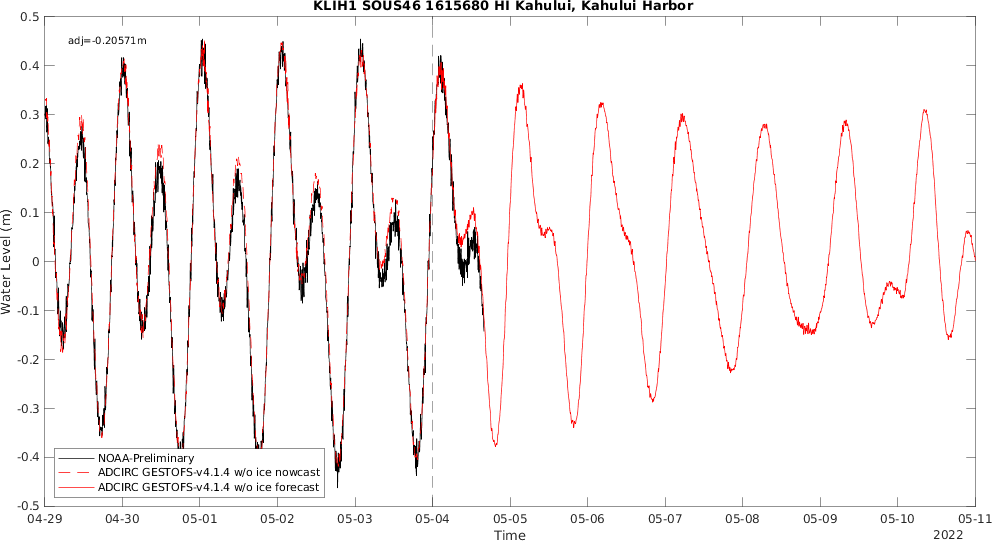 KLIH1 SOUS46 1615680 HI Kahului, Kahului Harbor
adj=-0.20571m
0.5
0.4
0.3
0.2
0.1
0
-0.1
-0.2
-0.3
-0.4
-0.5
Water Level (m)
NOAA-Preliminary
ADCIRC GESTOFS-v4.1.4 w/o ice nowcast
ADCIRC GESTOFS-v4.1.4 w/o ice forecast
04-29 04-30 05-01 05-02 05-03 05-04 05-05 05-06 05-07 05-08 05-09 05-10 05-11
Time
2022